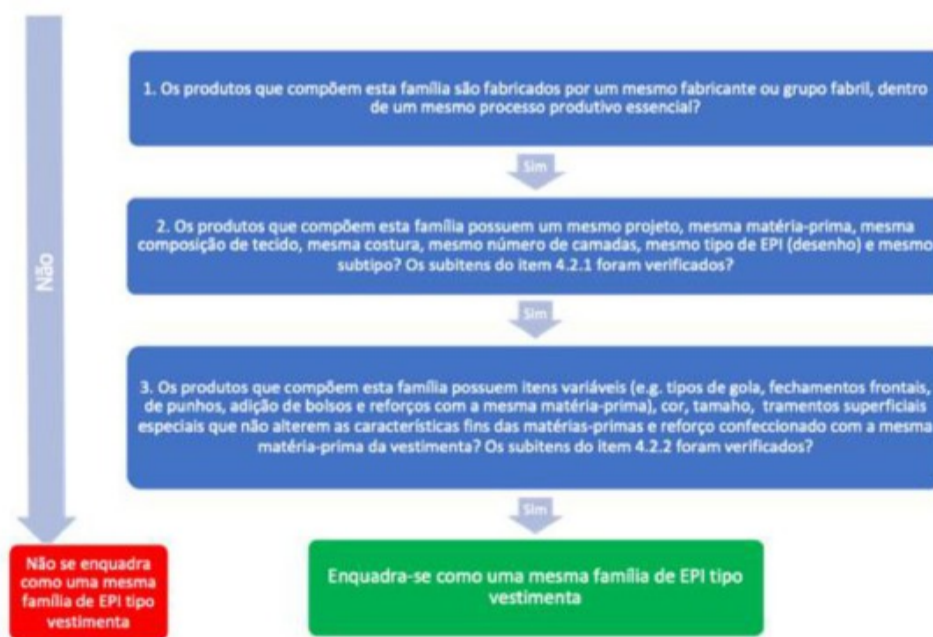 1. Os produtos que compõem esta família são fabricados por um mesmo fabricante ou grupo fabril, dentro
de um mesmo processo produtivo essencial?
Sim
2. Os produtos que compõem esta família possuem um mesmo projeto, mesma matéria-prima, mesma
composição de tecido, mesma costura, mesmo número de camadas, mesmo tipo de EPI (desenho) e mesmo
subtipo? Os subitens do item 4.2.1 foram verificados?
Não
Sim
3. Os produtos que compõem esta família possuem itens variáveis (e.g. tipos de gola, fechamentos frontais,
de punhos, adição de bolsos e reforços com a mesma matéria-prima), cor, tamaho, tramentos superficiais
especiais que não alterem as características fins das matérias-primas e reforço confeccionado com a mesma
matéria-prima da vestimenta? Os subitens do item 4.2.2 foram verificados?
Sim
Não se enquadra
como uma mesma
família de EPI tipo
vestimenta
Enquadra-se como uma mesma família de EPI tipo
vestimenta